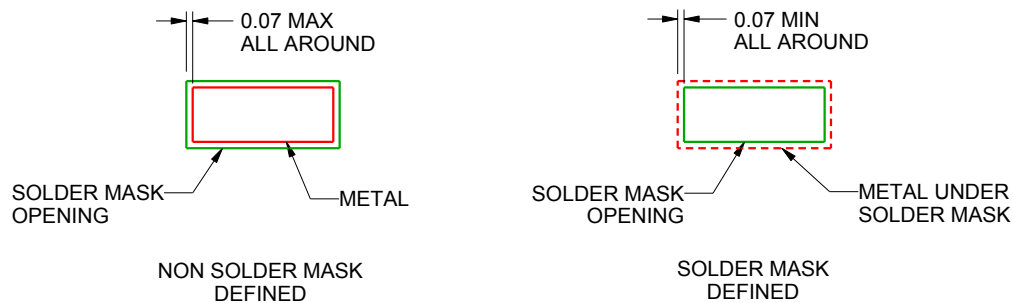 0.07 MAX
ALL AROUND
SOLDER MASK
OPENING
METAL
NON SOLDER MASK
DEFINED
0.07 MIN
ALL AROUND
SOLDER MASK
OPENING
METAL UNDER
SOLDER MASK
SOLDER MASK
DEFINED